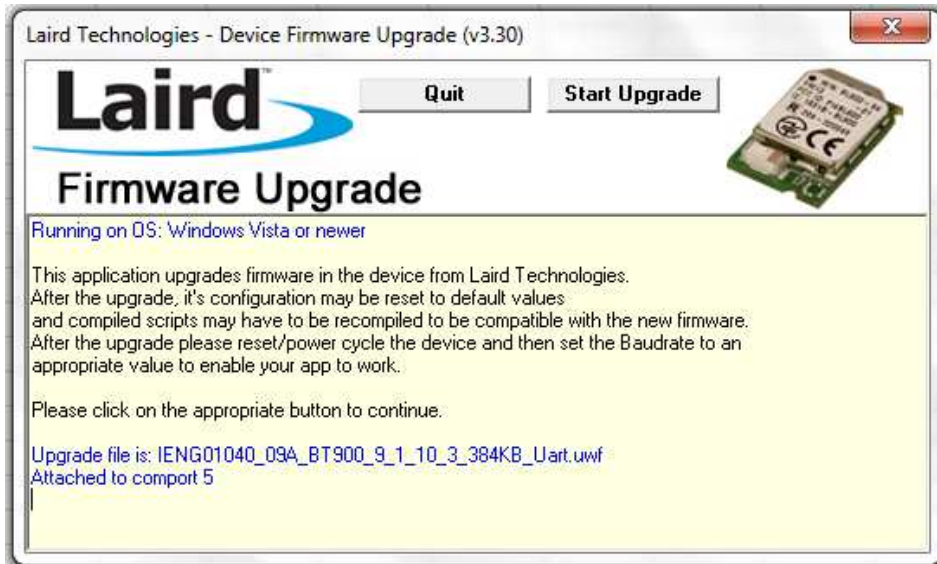 Laird Technologies - Device Firmware Upgrade (v3.30)
Laird™
Quit
Start Upgrade
Firmware Upgrade
Running on OS: Windows Vista or newer
This application upgrades firmware in the device from Laird Technologies.
After the upgrade, it's configuration may be reset to default values
and compiled scripts may have to be recompiled to be compatible with the new firmware.
After the upgrade please reset/power cycle the device and then set the Baudrate to an
appropriate value to enable your app to work.
Please click on the appropriate button to continue.
Upgrade file is: IENG01040_09A_BT900_9_1_10_3_384KB_Uart.uwf
Attached to comport 5